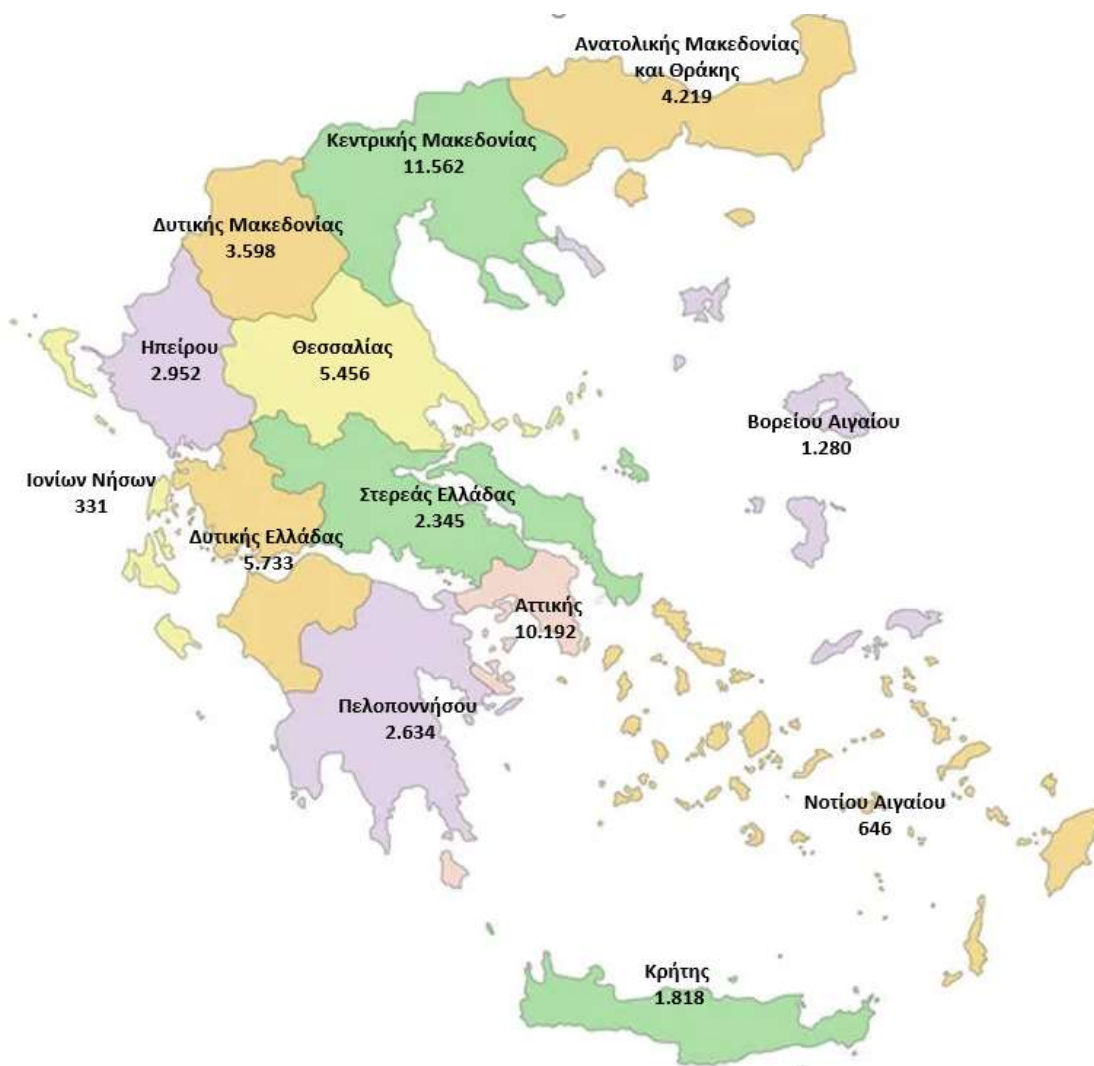 Ανατολικής Μακεδονίας
και Θράκης
4.219
Κεντρικής Μακεδονίας
11.562
Δυτικής Μακεδονίας
3.598
Ηπείρου
2.952
Θεσσαλίας
5.456
Βορείου Αιγαίου
1.280
Ιονίων Νήσων
331
Στερεάς Ελλάδας
2.345
Δυτικής Ελλάδας
5.733
Αττικής
10.192
Πελοποννήσου
2.634
Νοτίου Αιγαίου
646
Κρήτης
1.818